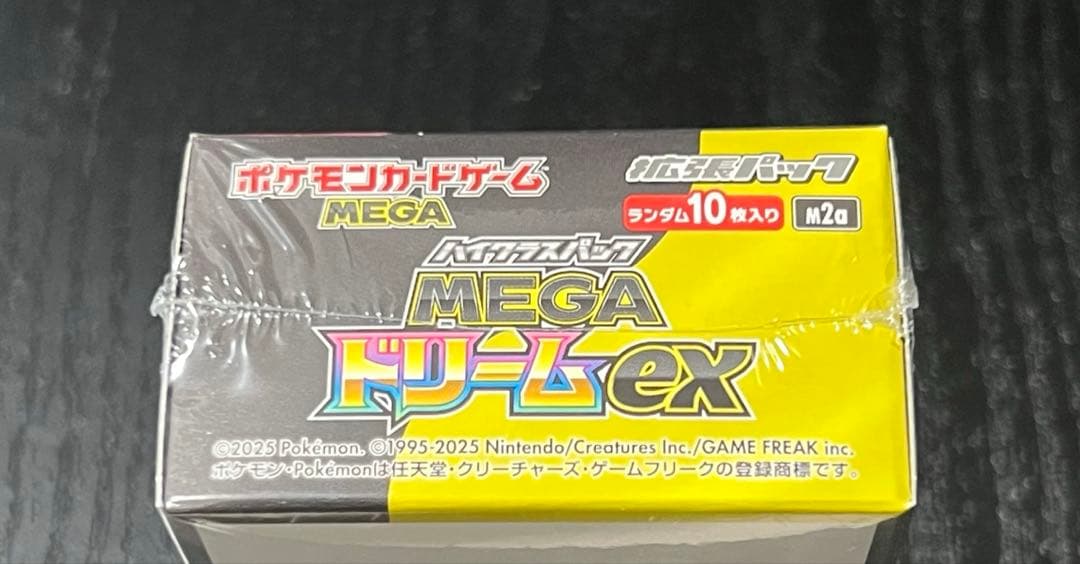 ポケモンカードゲーム
MEGA
拡張パック
ランダム10枚入り
M2a
ハイクラスパック
MEGA
ドリームex
©2025 Pokémon. ©1995-2025 Nintendo/Creatures Inc./GAME FREAK inc.
ポケモン・Pokémonは任天堂・クリーチャーズ・ゲームフリークの登録商標です。